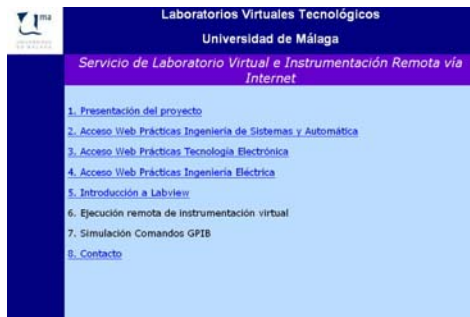 Laboratorios Virtuales Tecnológicos
uma
Universidad de Málaga
Servicio de Laboratorio Virtual e Instrumentación Remota vía
Internet
1. Presentación del proyecto
2. Acceso Web Prácticas Ingeniería de Sistemas y Automática
3. Acceso Web Prácticas Tecnología Electrónica
4. Acceso Web Prácticas Ingeniería Eléctrica
5. Introducción a Labview
6. Ejecución remota de instrumentación virtual
7. Simulación Comandos GPIB
8. Contacto